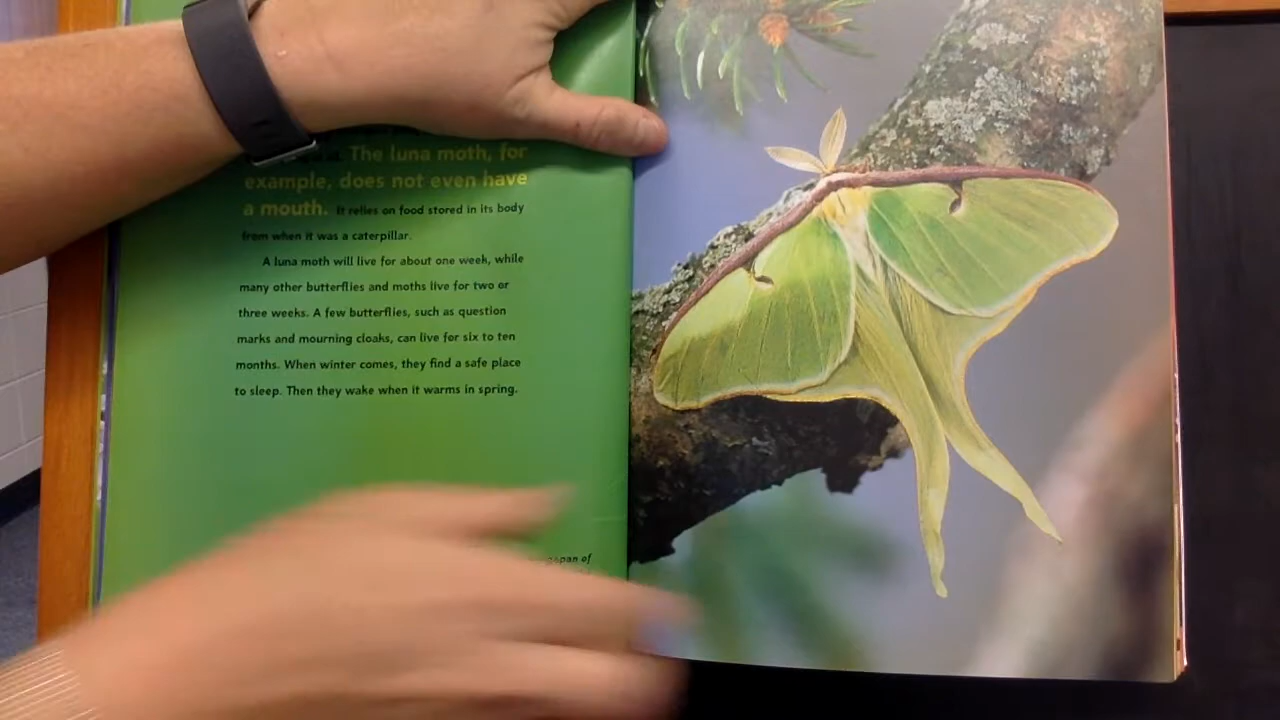 The luna moth, for
example, does not even have
a mouth. It relies on food stored in its body
from when it was a caterpillar.
A luna moth will live for about one week, while
many other butterflies and moths live for two or
three weeks. A few butterflies, such as question
marks and mourning cloaks, can live for six to ten
months. When winter comes, they find a safe place
to sleep. Then they wake when it warms in spring.
of